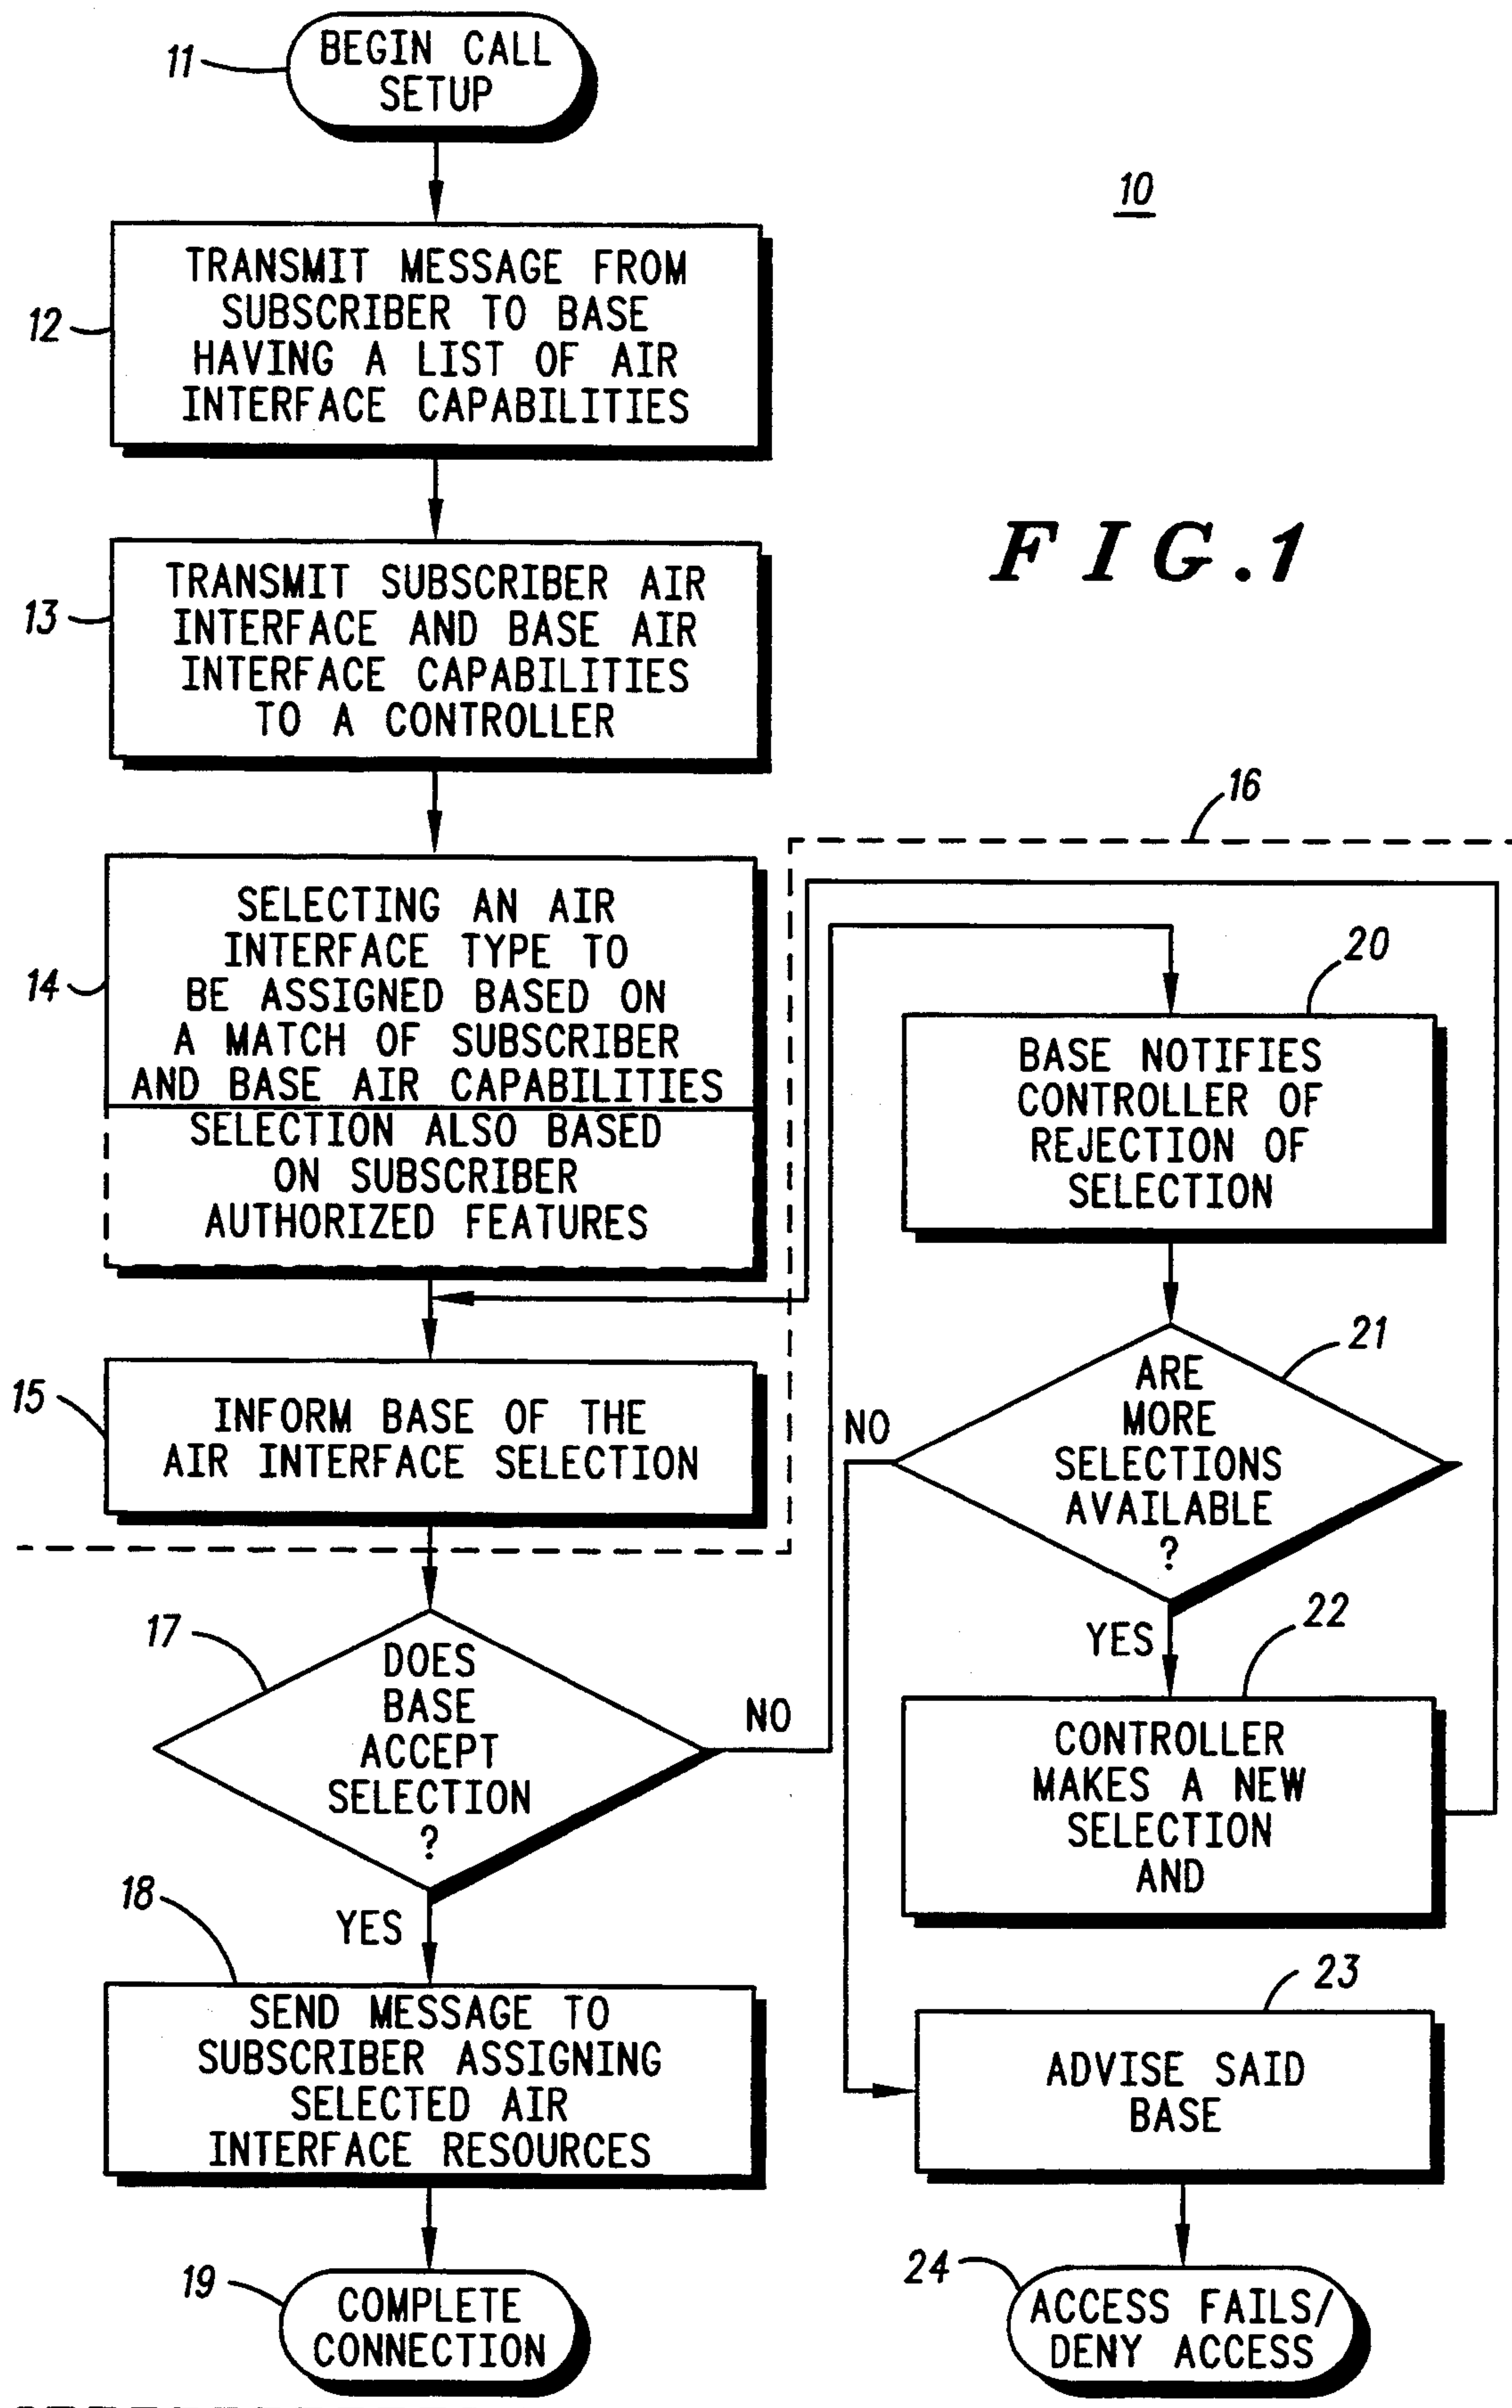 11
BEGIN CALL
SETUP
10
12
TRANSMIT MESSAGE FROM
SUBSCRIBER TO BASE
HAVING A LIST OF AIR
INTERFACE CAPABILITIES
FIG.1
13
TRANSMIT SUBSCRIBER AIR
INTERFACE AND BASE AIR
INTERFACE CAPABILITIES
TO A CONTROLLER
16
14
SELECTING AN AIR
INTERFACE TYPE TO
BE ASSIGNED BASED ON
A MATCH OF SUBSCRIBER
AND BASE AIR CAPABILITIES
SELECTION ALSO BASED
ON SUBSCRIBER
AUTHORIZED FEATURES
15
INFORM BASE OF THE
AIR INTERFACE SELECTION
17
DOES
BASE
ACCEPT
SELECTION
?
NO
YES
18
SEND MESSAGE TO
SUBSCRIBER ASSIGNING
SELECTED AIR
INTERFACE RESOURCES
19
COMPLETE
CONNECTION
20
BASE NOTIFIES
CONTROLLER OF
REJECTION OF
SELECTION
21
ARE
MORE
SELECTIONS
AVAILABLE
?
NO
YES
22
CONTROLLER
MAKES A NEW
SELECTION
AND
23
ADVISE SAID
BASE
24
ACCESS FAILS/
DENY ACCESS